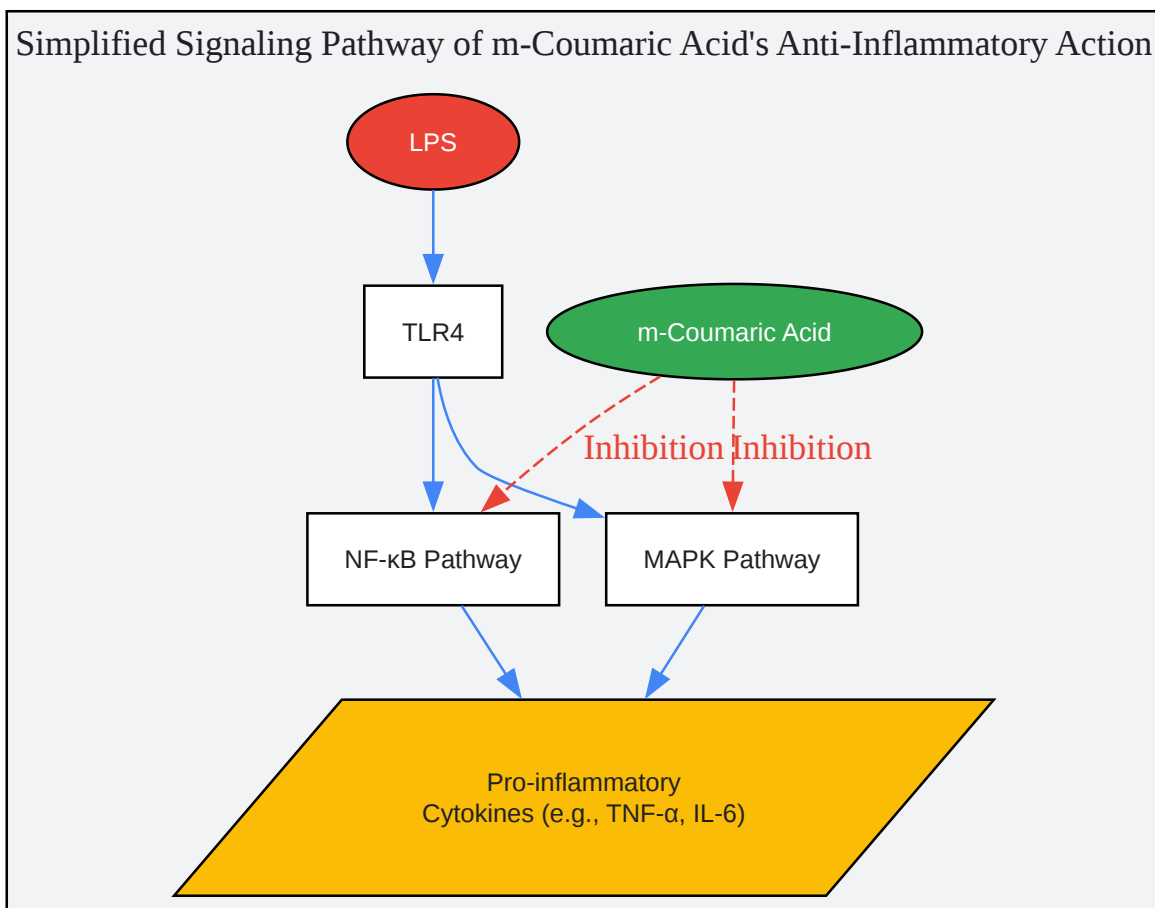 Simplified Signaling Pathway of m-Coumaric Acid's Anti-Inflammatory Action
LPS
TLR4
m-Coumaric Acid
Inhibition
Inhibition
NF-κB Pathway
MAPK Pathway
Pro-inflammatory
Cytokines (e.g., TNF-α, IL-6)